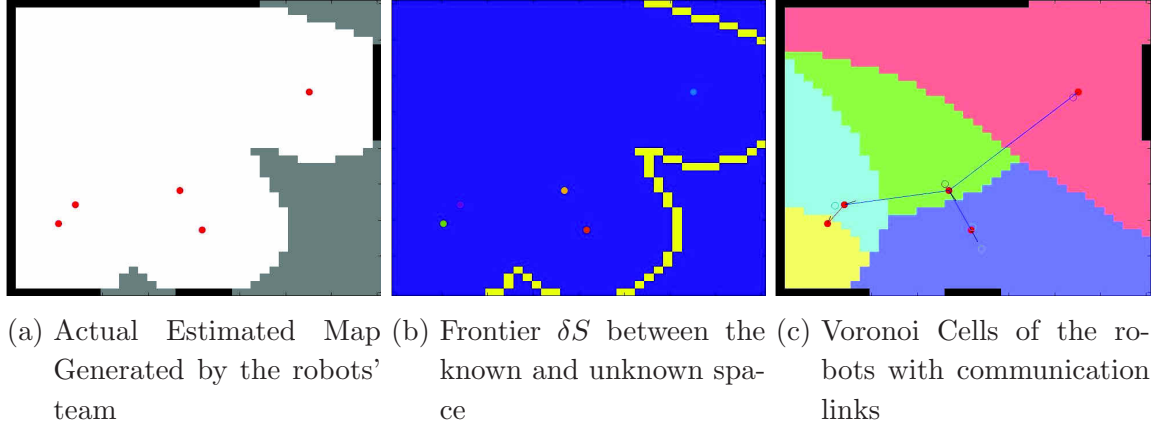 (a) Actual Estimated Map
Generated by the robots'
team
(b) Frontier δS between the
known and unknown spa-
ce
(c) Voronoi Cells of the ro-
bots with communication
links